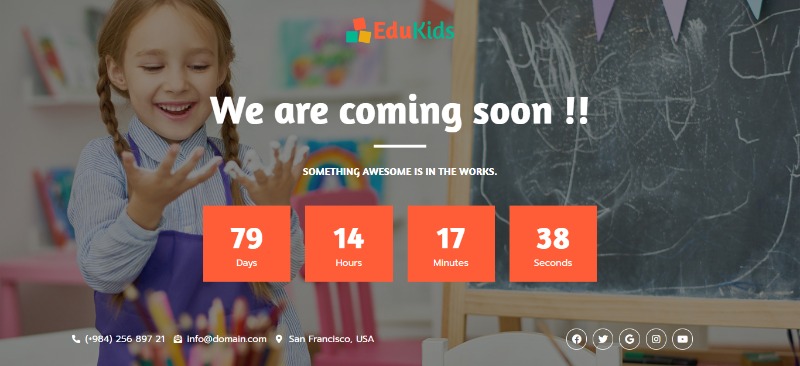 EduKids
We are coming soon !!
SOMETHING AWESOME IS IN THE WORKS.
79 14 17 38
Days Hours Minutes Seconds
(+984) 256 897 21 Info@domain.com San Francisco, USA